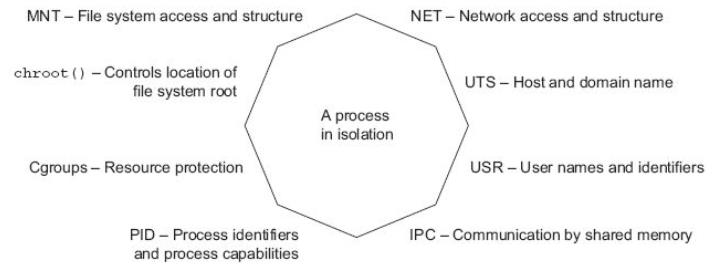 MNT – File system access and structure
NET – Network access and structure
chroot() – Controls location of
file system root
UTS – Host and domain name
A process
in isolation
Cgroups – Resource protection
USR – User names and identifiers
PID – Process identifiers
and process capabilities
IPC – Communication by shared memory